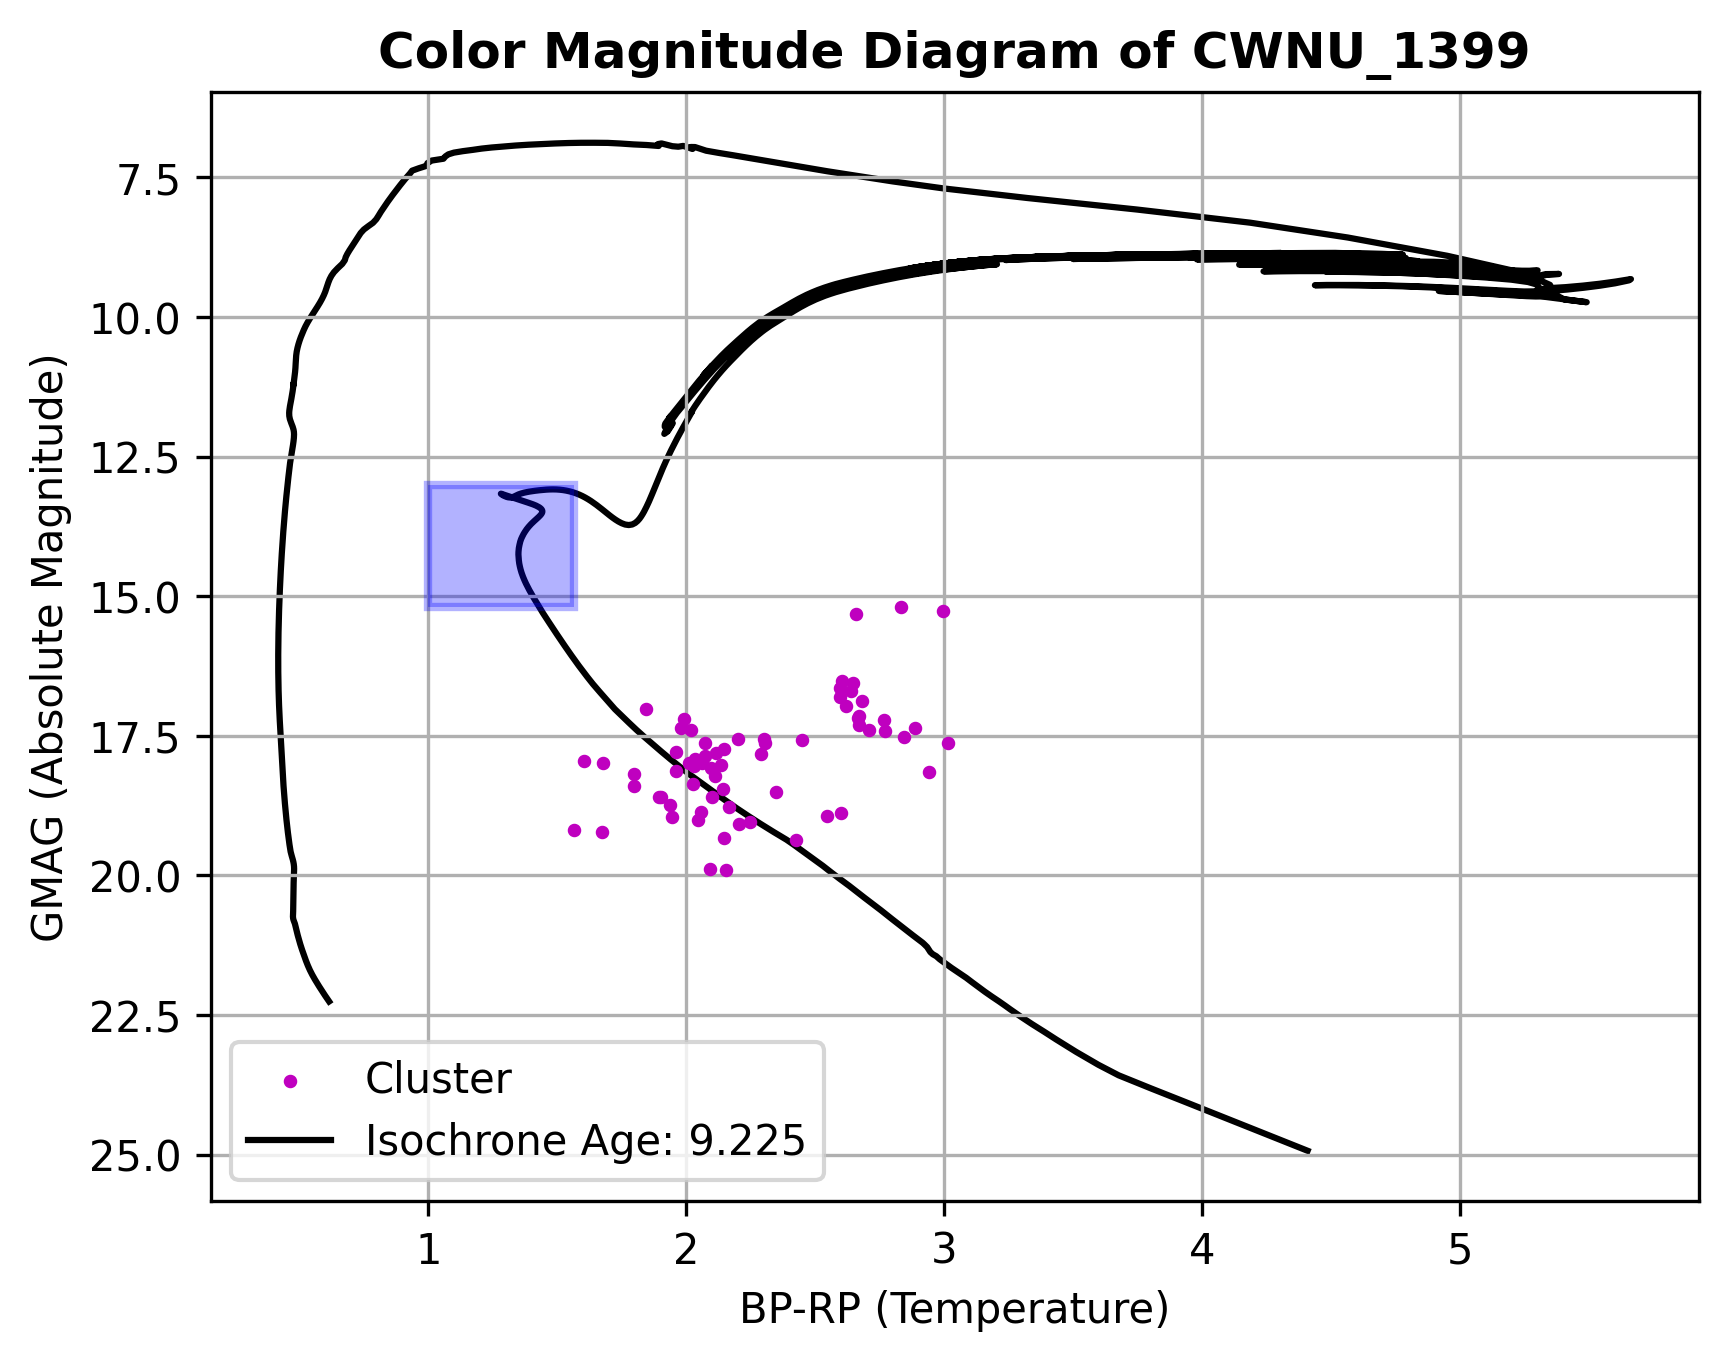 Color Magnitude Diagram of CWNU_1399
GMAG (Absolute Magnitude)
7.5
10.0
12.5
15.0
17.5
20.0
22.5
25.0
Cluster
Isochrone Age: 9.225
1 2 3 4 5
BP-RP (Temperature)